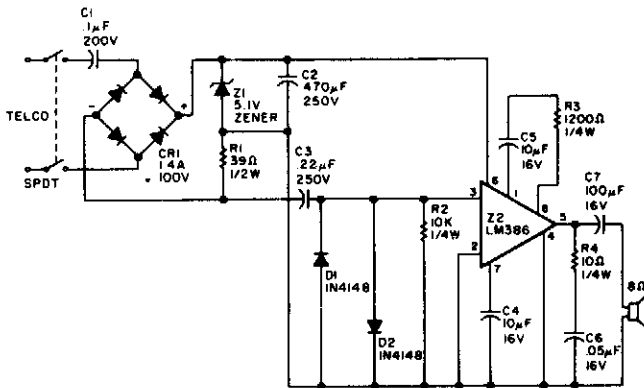 C1
.1µF
200V
TELCO
SPDT
-
+
CR1
1.4A
100V
Z1
5.1V
ZENER
R1
39Ω
1/2W
C2
470µF
250V
C3
.22µF
250V
D1
1N4148
D2
1N4148
R2
10K
1/4W
3
2
6
1
8
5
4
7
Z2
LM386
C4
10µF
16V
C5
10µF
16V
R3
1200Ω
1/4W
C7
100µF
16V
R4
10Ω
1/4W
C6
.05µF
16V
8Ω